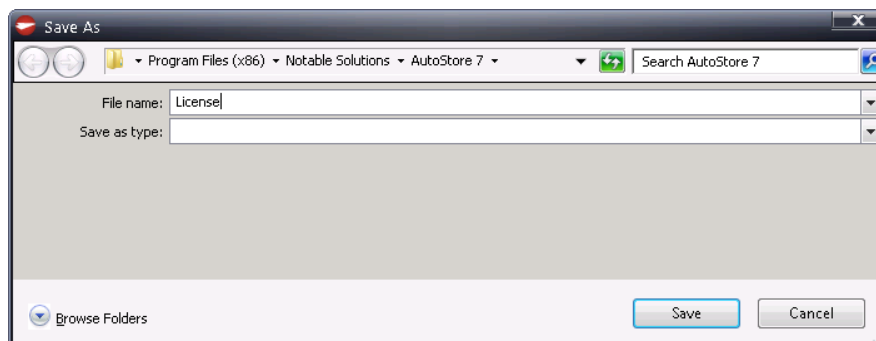 Save As
Program Files (x86) Notable Solutions AutoStore 7 Search AutoStore 7
File name: License
Save as type:
Browse Folders Save Cancel